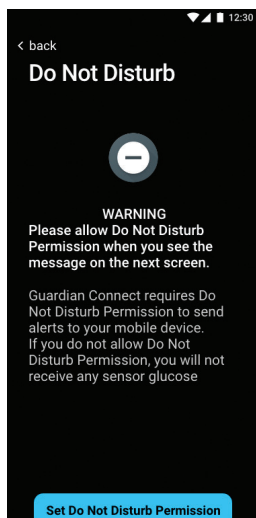 12:30
< back
Do Not Disturb
WARNING
Please allow Do Not Disturb
Permission when you see the
message on the next screen.
Guardian Connect requires Do
Not Disturb Permission to send
alerts to your mobile device.
If you do not allow Do Not
Disturb Permission, you will not
receive any sensor glucose
Set Do Not Disturb Permission